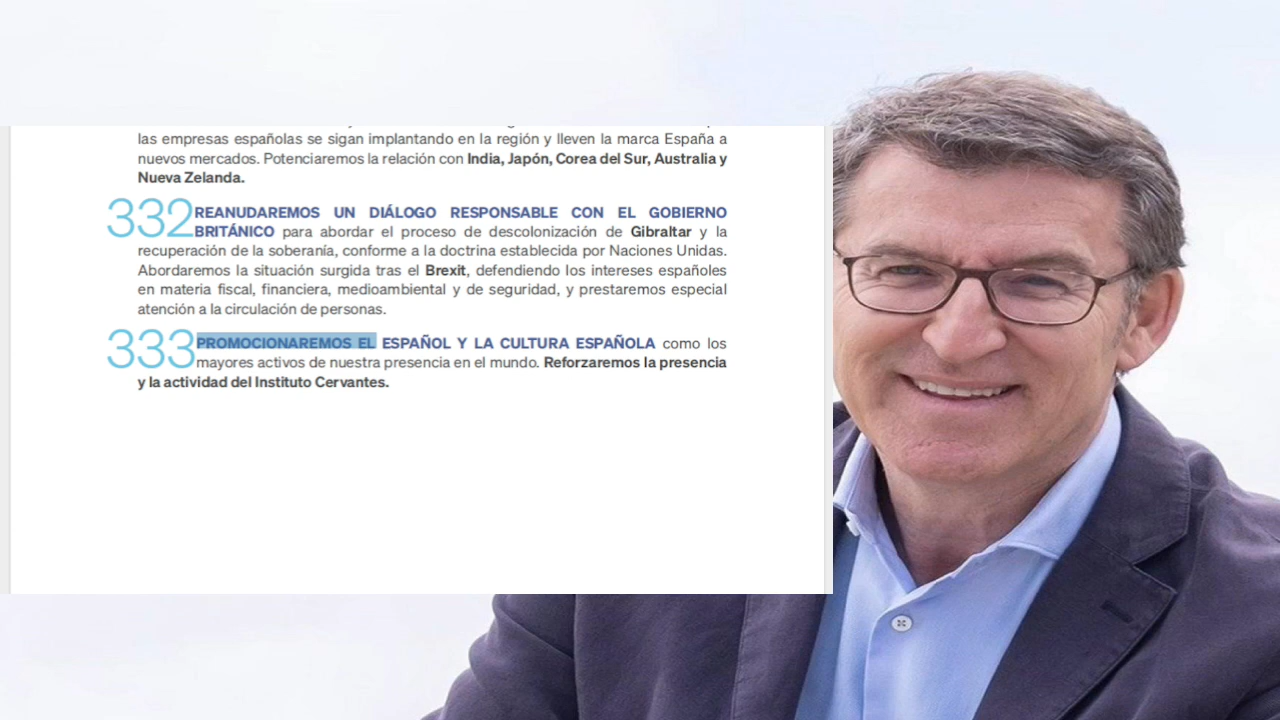 las empresas españolas se sigan implantando en la región y lleven la marca España a
nuevos mercados. Potenciaremos la relación con India, Japón, Corea del Sur, Australia y
Nueva Zelanda.
332 REANUDAREMOS UN DIÁLOGO RESPONSABLE CON EL GOBIERNO
BRITÁNICO para abordar el proceso de descolonización de Gibraltar y la
recuperación de la soberanía, conforme a la doctrina establecida por Naciones Unidas.
Abordaremos la situación surgida tras el Brexit, defendiendo los intereses españoles
en materia fiscal, financiera, medioambiental y de seguridad, y prestaremos especial
atención a la circulación de personas.
333 PROMOCIONAREMOS EL ESPAÑOL Y LA CULTURA ESPAÑOLA como los
mayores activos de nuestra presencia en el mundo. Reforzaremos la presencia
y la actividad del Instituto Cervantes.